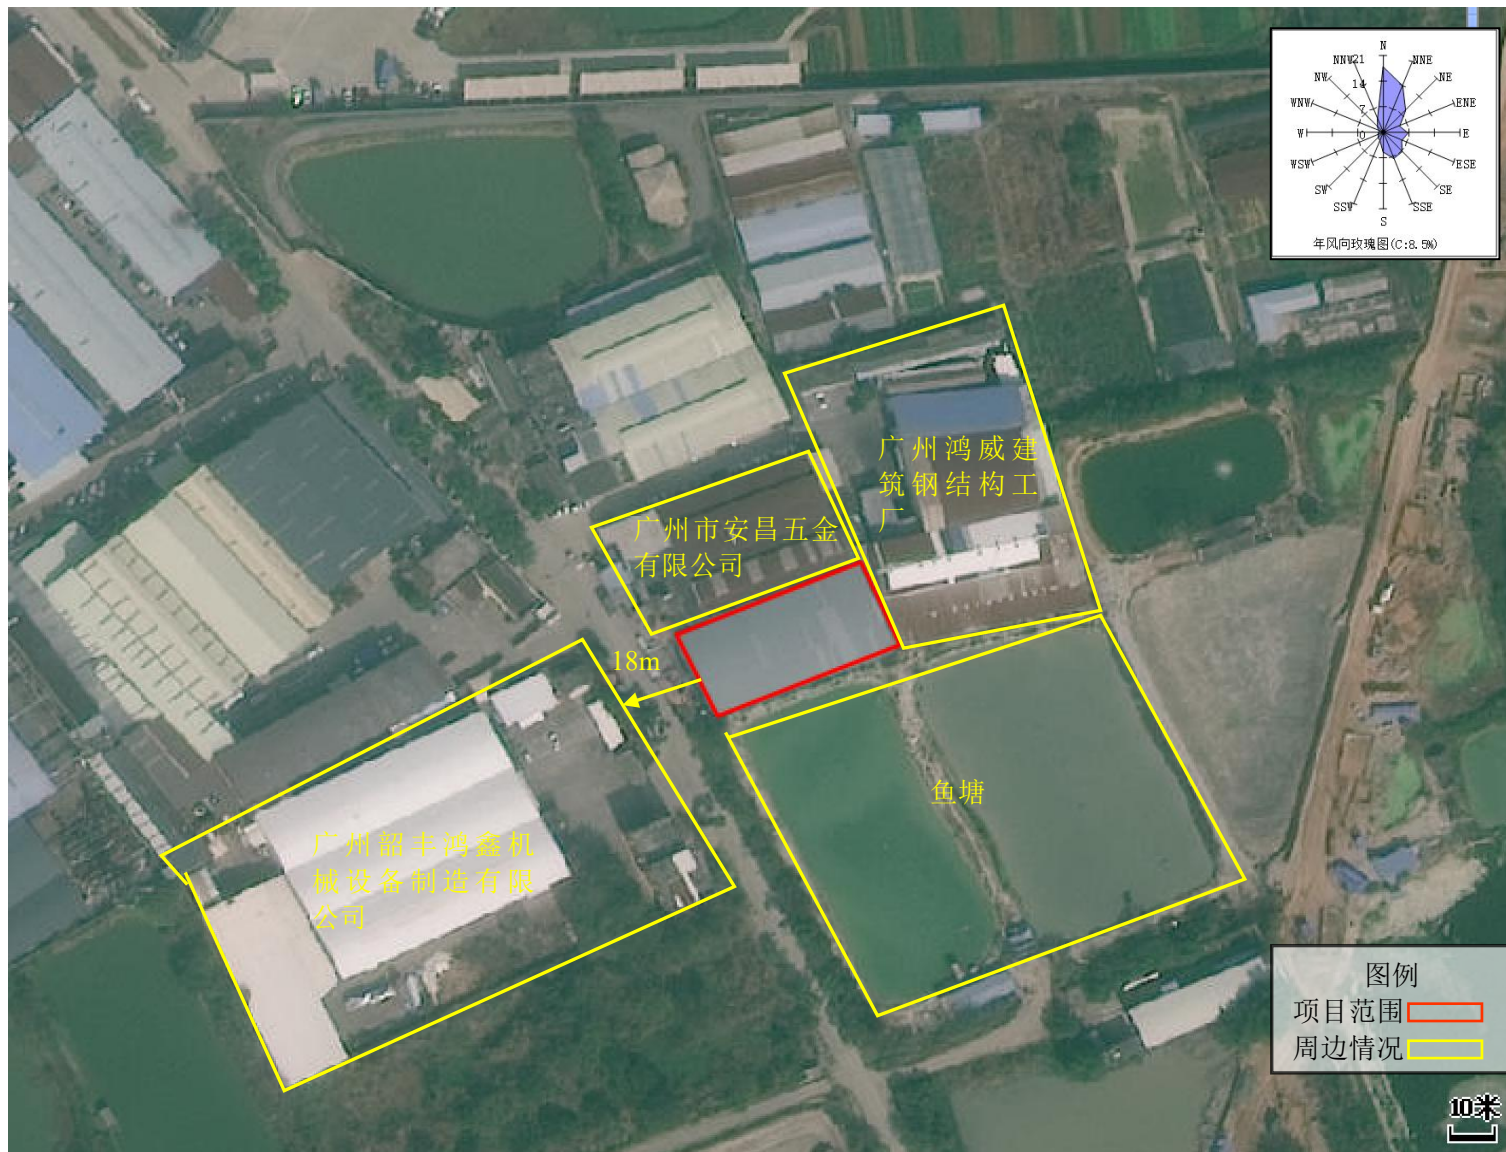 N
NNW
21
NNE
NW
14
NE
WNW
7
ENE
W
0
E
WSW
ESE
SW
SE
SSW
SSE
S
年风向玫瑰图(C:8.5%)
广州鸿威建
筑钢结构工
厂
广州市安昌五金
有限公司
18m
鱼塘
广州韶丰鸿鑫机
械设备制造有限
公司
图例
项目范围
周边情况
10米